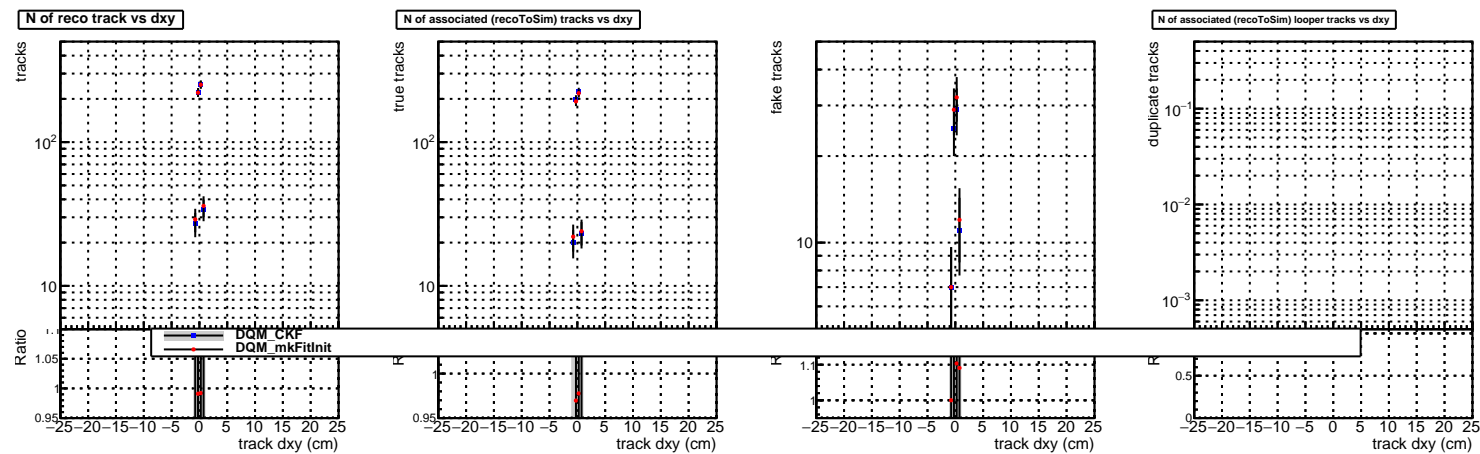 N of reco track vs dxy
tracks
10²
10
Ratio
1.1
1.05
1
0.95
−25 −20 −15 −10 −5 0 5 10 15 20 25
track dxy (cm)
N of associated (recoToSim) tracks vs dxy
true tracks
10²
10
1
0.95
−25 −20 −15 −10 −5 0 5 10 15 20 25
track dxy (cm)
fake tracks
10
1.1
1
−25 −20 −15 −10 −5 0 5 10 15 20 25
track dxy (cm)
N of associated (recoToSim) looper tracks vs dxy
duplicate tracks
10⁻¹
10⁻²
10⁻³
0.5
0
−25 −20 −15 −10 −5 0 5 10 15 20 25
track dxy (cm)
DQM_CKF
DQM_mkFitInit